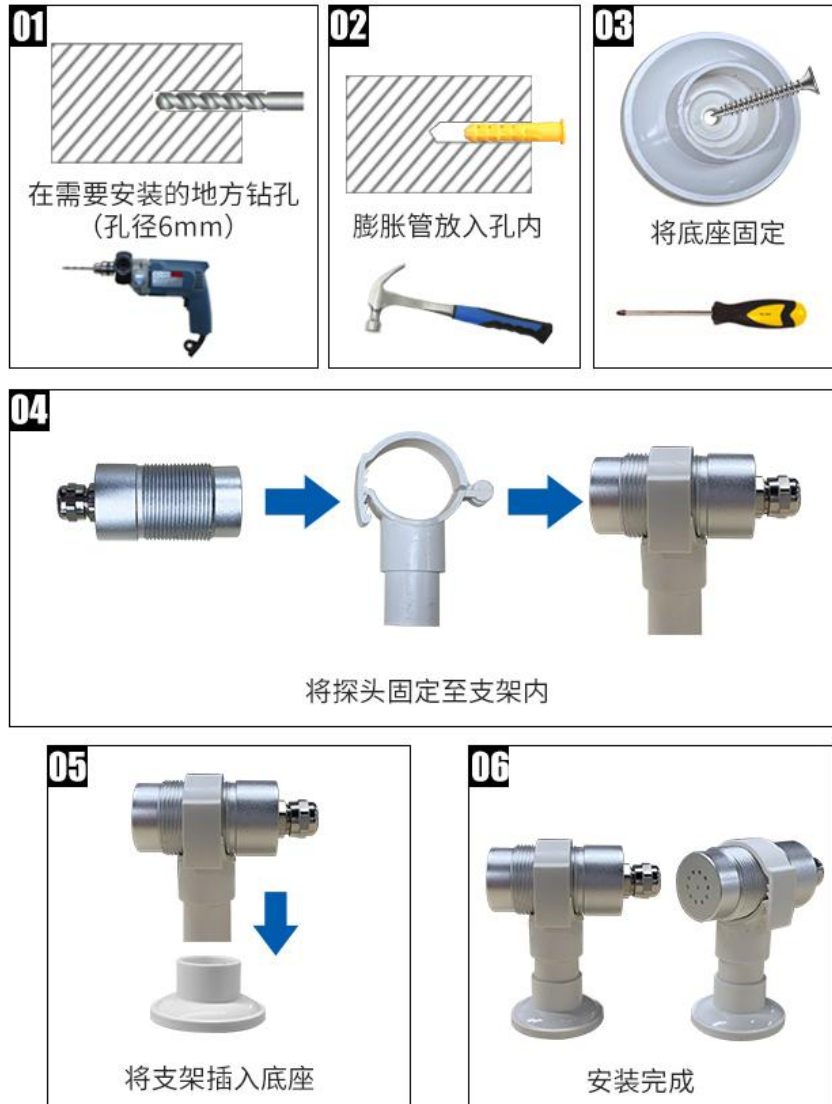 01
在需要安装的地方钻孔
（孔径6mm）
02
膨胀管放入孔内
03
将底座固定
04
将探头固定至支架内
05
将支架插入底座
06
安装完成